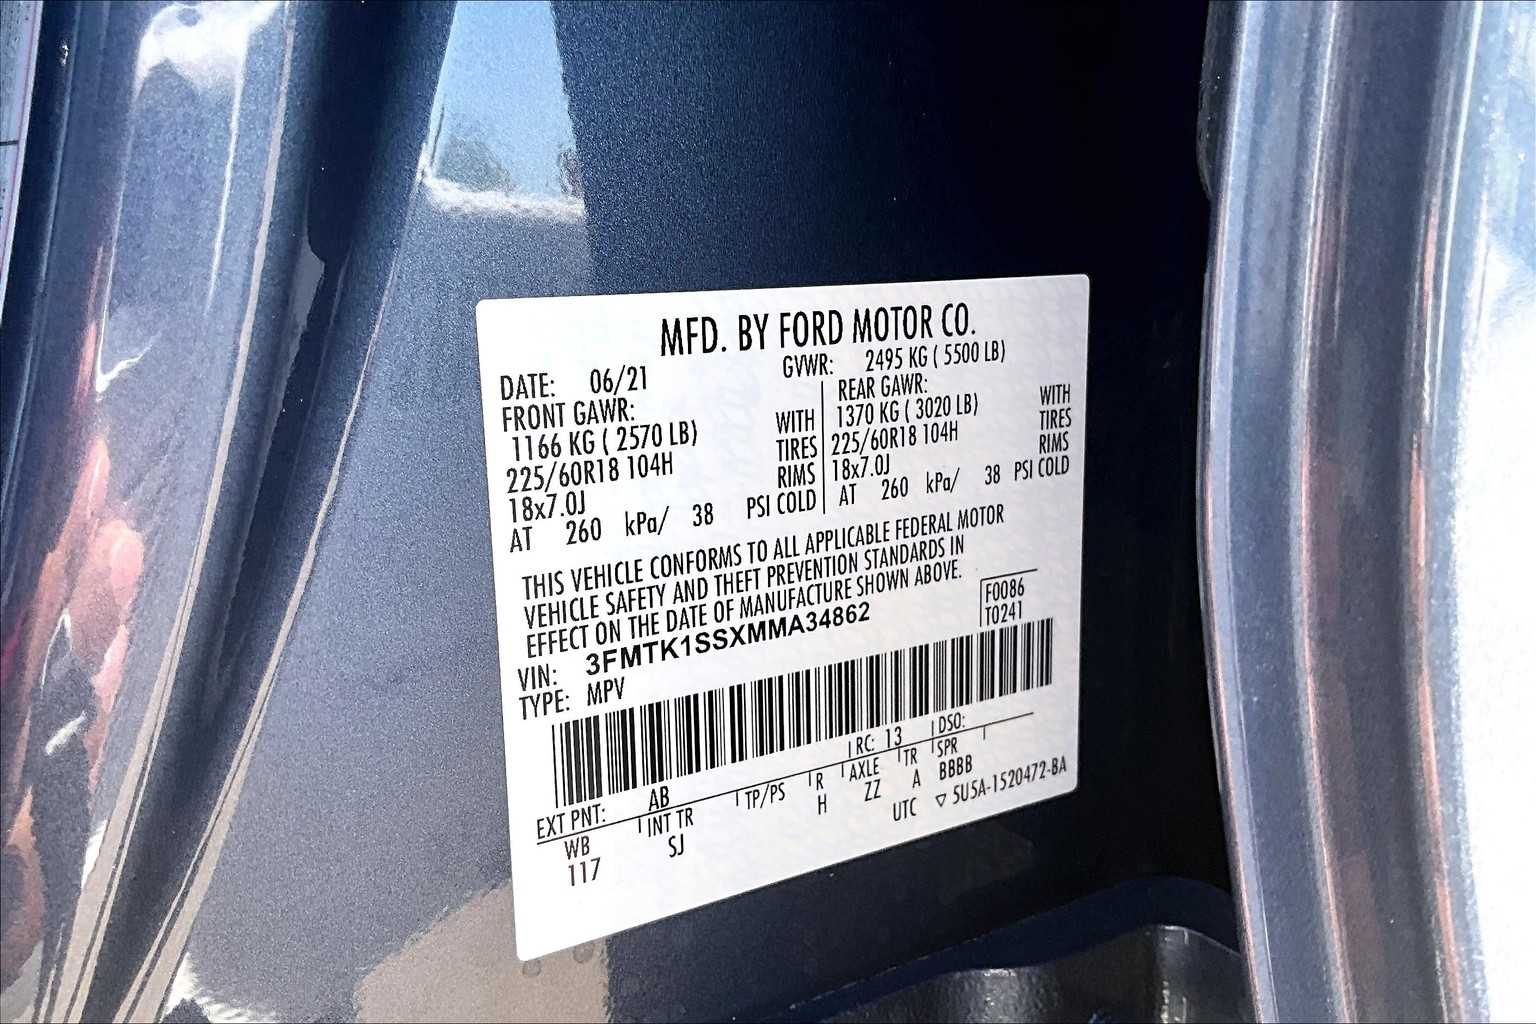 MFD. BY FORD MOTOR CO.
DATE: 06/21 GVWR: 2495 KG ( 5500 LB)
FRONT GAWR: REAR GAWR:
1166 KG ( 2570 LB) WITH 1370 KG ( 3020 LB) WITH
225/60R18 104H TIRES 225/60R18 104H TIRES
18x7.0J RIMS 18x7.0J RIMS
AT 260 kPa/ 38 PSI COLD AT 260 kPa/ 38 PSI COLD
THIS VEHICLE CONFORMS TO ALL APPLICABLE FEDERAL MOTOR
VEHICLE SAFETY AND THEFT PREVENTION STANDARDS IN
EFFECT ON THE DATE OF MANUFACTURE SHOWN ABOVE.
F0086
VIN: 3FMTK1SSXMMA34862 T0241
TYPE: MPV
EXT PNT: AB RC: 13 DSO:
WB INT TR TP/PS R AXLE TR SPR
117 SJ H ZZ A BBBB
UTC ▽ 5U5A-1520472-BA